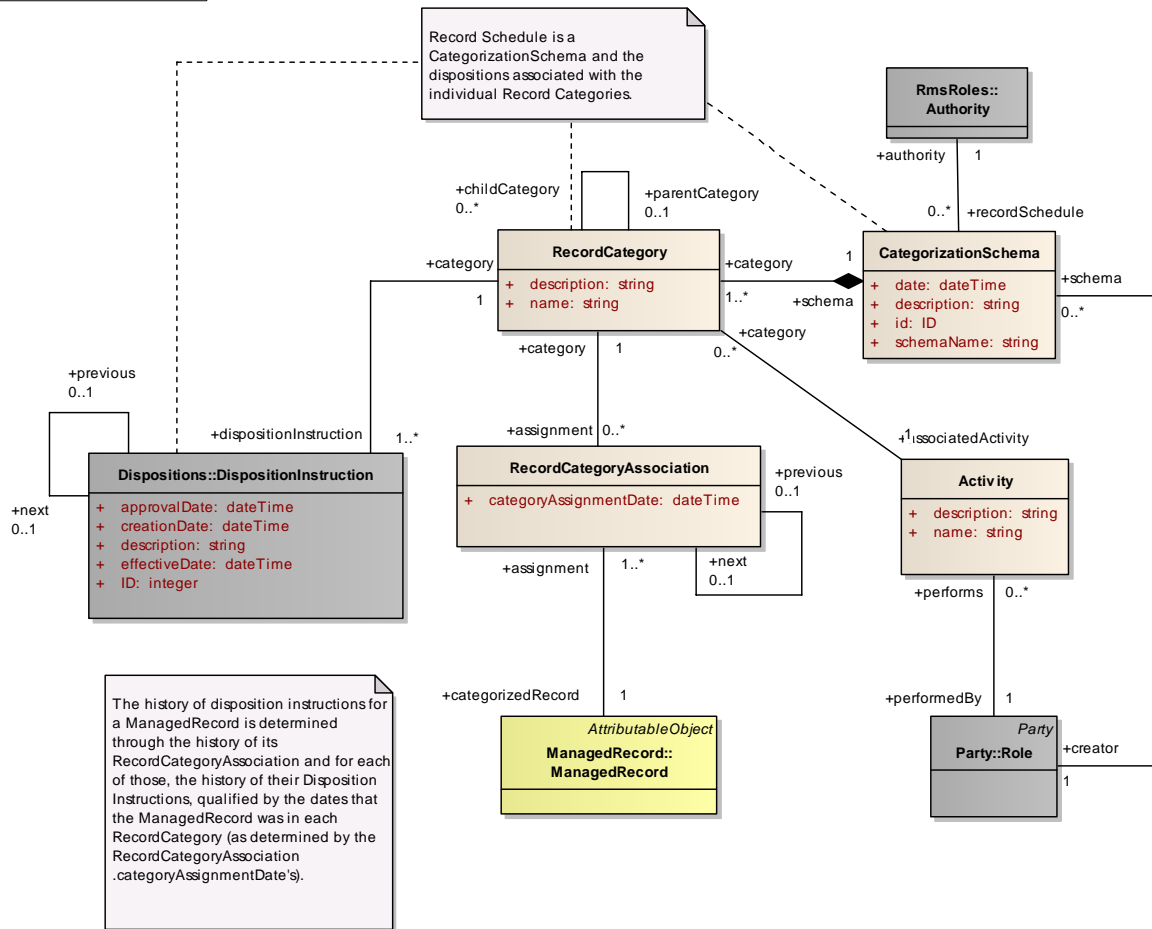 Record Schedule is a
CategorizationSchema and the
dispositions associated with the
individual Record Categories.
RmsRoles::
Authority
+authority 1
0..* +recordSchedule
+childCategory
0..*
+parentCategory
0..1
RecordCategory
+ description: string
+ name: string
+category
1
+category
1..*
1
+schema
CategorizationSchema
+ date: dateTime
+ description: string
+ id: ID
+ schemaName: string
+schema
0..*
+category 1
+category
0..*
+previous
0..1
+dispositionInstruction 1..*
+assignment 0..*
1
ssociatedActivity
Dispositions::DispositionInstruction
+ approvalDate: dateTime
+ creationDate: dateTime
+ description: string
+ effectiveDate: dateTime
+ ID: integer
+next
0..1
RecordCategoryAssociation
+ categoryAssignmentDate: dateTime
+previous
0..1
+next
0..1
+assignment 1..*
Activity
+ description: string
+ name: string
+performs 0..*
+categorizedRecord 1
+performedBy 1
AttributableObject
ManagedRecord::
ManagedRecord
Party
Party::Role
+creator
1
The history of disposition instructions for
a ManagedRecord is determined
through the history of its
RecordCategoryAssociation and for each
of those, the history of their Disposition
Instructions, qualified by the dates that
the ManagedRecord was in each
RecordCategory (as determined by the
RecordCategoryAssociation
.categoryAssignmentDate's).